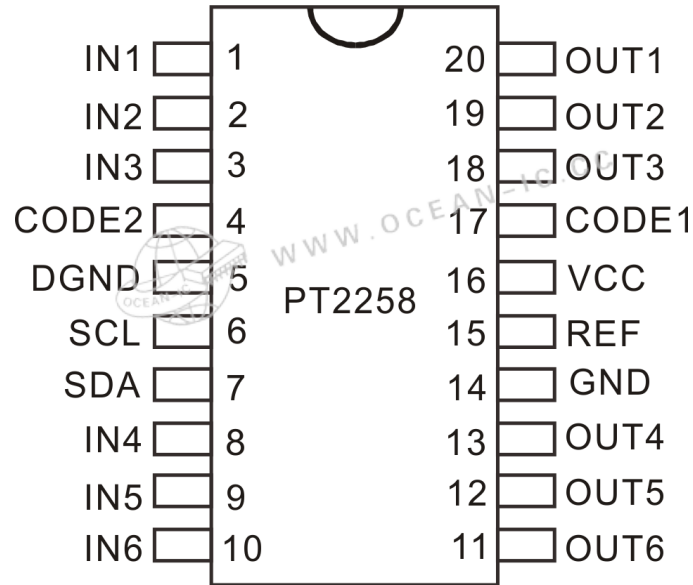 IN1 1 20 OUT1
IN2 2 19 OUT2
IN3 3 18 OUT3
CODE2 4 17 CODE1
DGND 5 16 VCC
SCL 6 15 REF
SDA 7 14 GND
IN4 8 13 OUT4
IN5 9 12 OUT5
IN6 10 11 OUT6
PT2258
WWW.OCEAN-IC.CC
OCEAN-IC